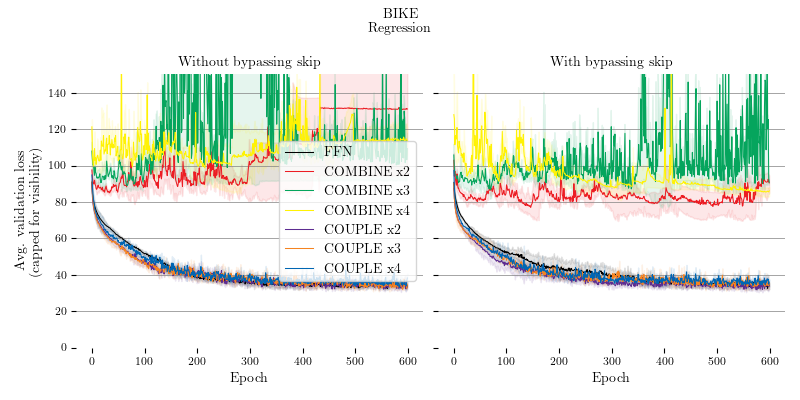 BIKE
Regression
Without bypassing skip
With bypassing skip
Avg. validation loss
(capped for visibility)
140
120
100
80
60
40
20
0
FFN
COMBINE x2
COMBINE x3
COMBINE x4
COUPLE x2
COUPLE x3
COUPLE x4
0 100 200 300 400 500 600
0 100 200 300 400 500 600
Epoch
Epoch